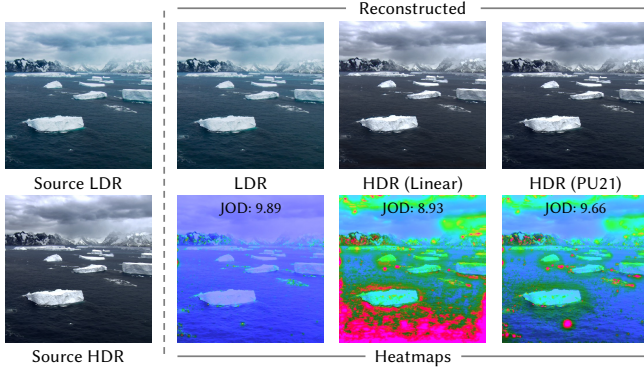 Reconstructed
Source LDR
LDR
HDR (Linear)
HDR (PU21)
JOD: 9.89
JOD: 8.93
JOD: 9.66
Source HDR
Heatmaps